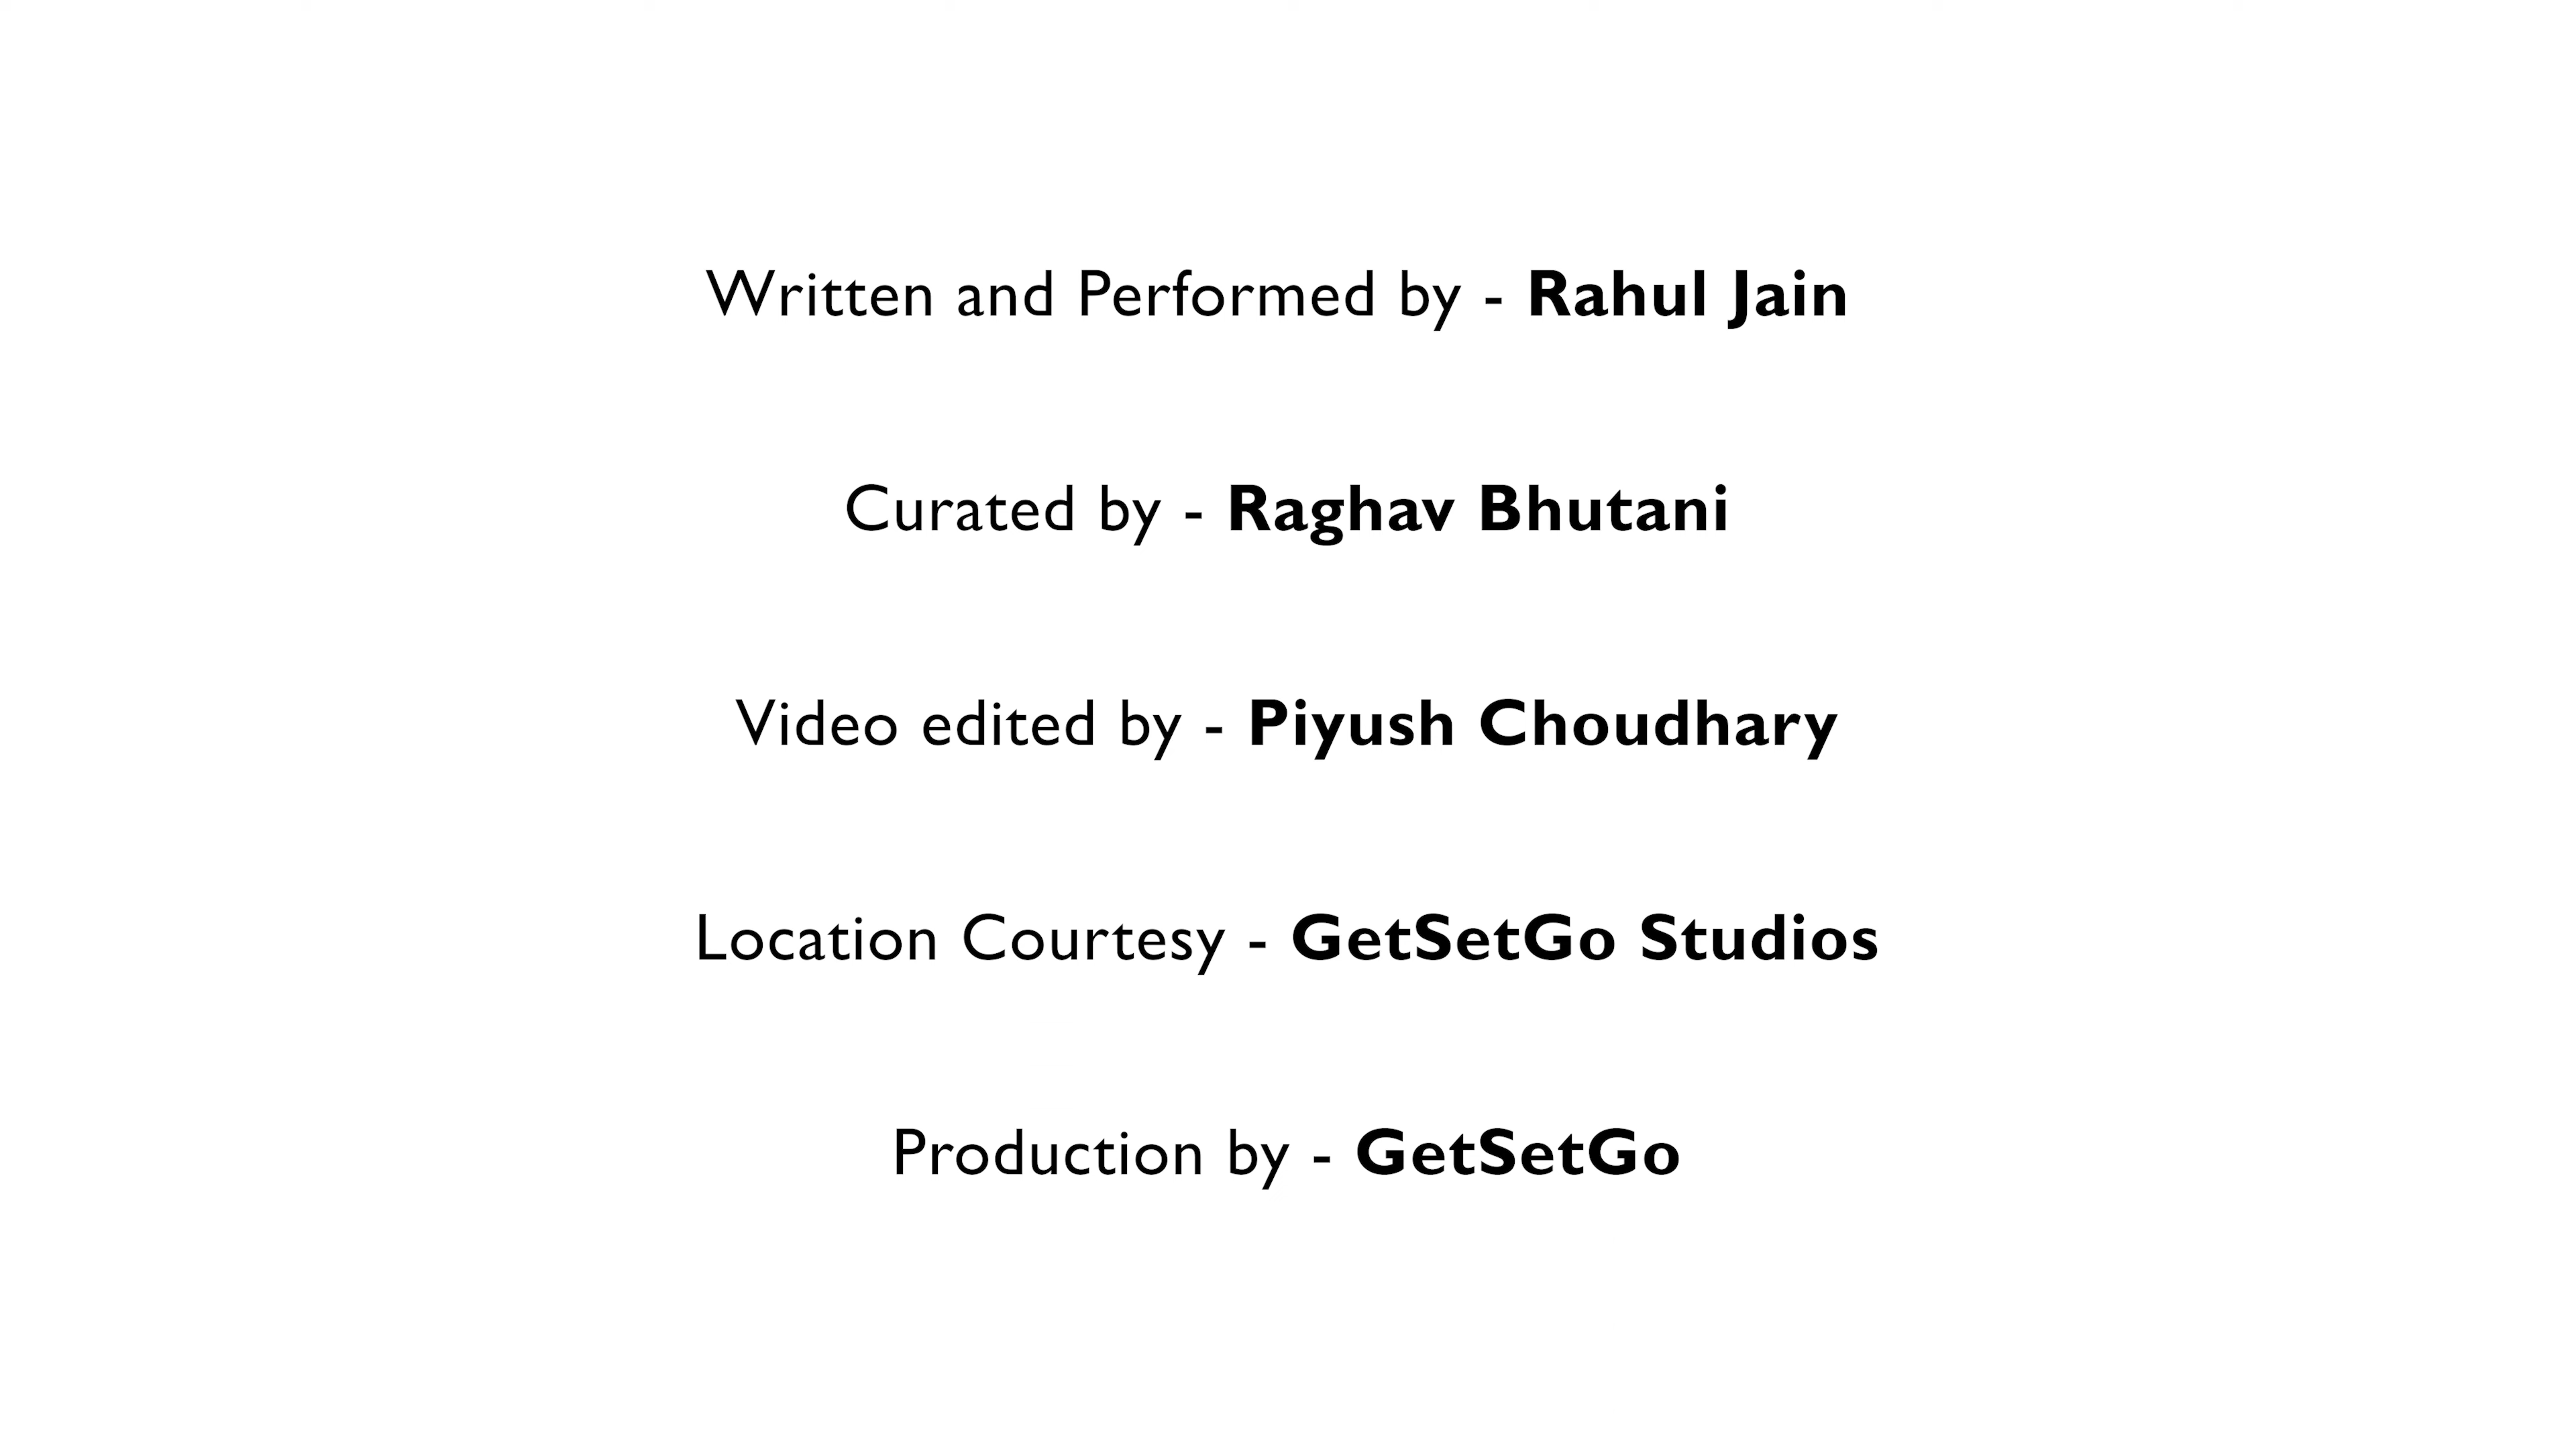 Written and Performed by - Rahul Jain
Curated by - Raghav Bhutani
Video edited by - Piyush Choudhary
Location Courtesy - GetSetGo Studios
Production by - GetSetGo